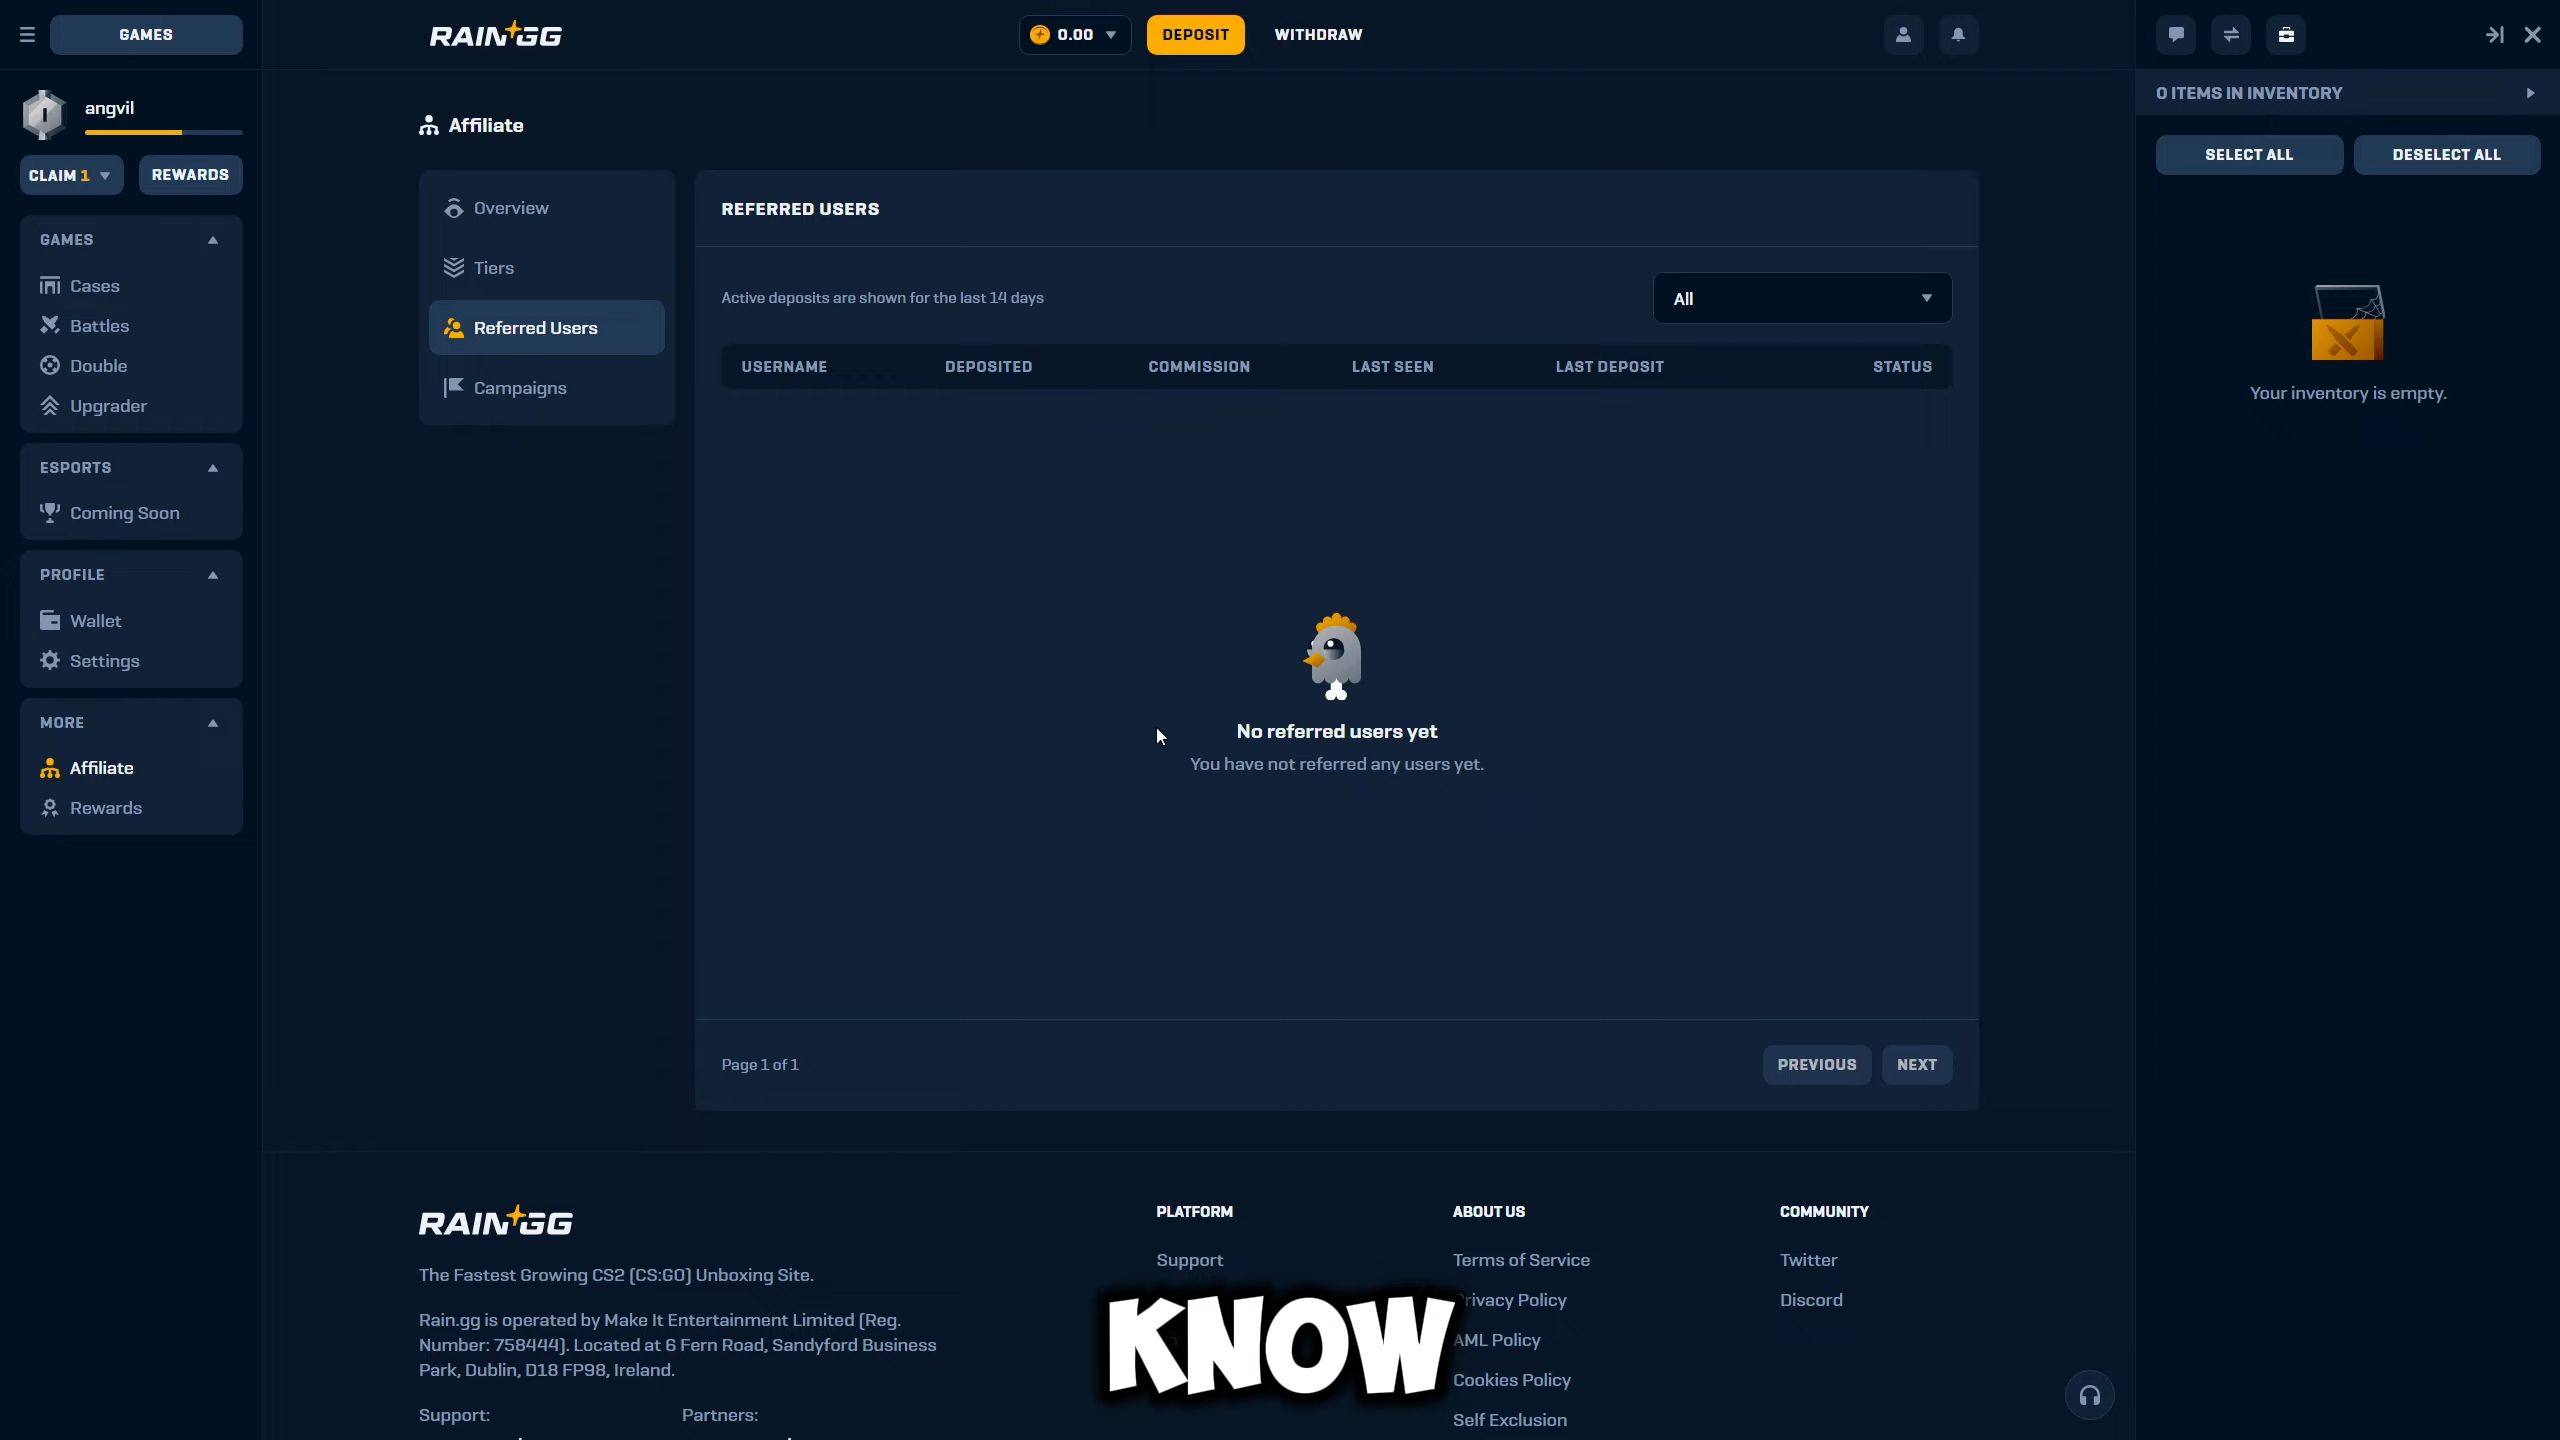 GAMES
RAIN GG
0.00
DEPOSIT
WITHDRAW
angvil
CLAIM 1
REWARDS
GAMES
Cases
Battles
Double
Upgrader
ESPORTS
Coming Soon
PROFILE
Wallet
Settings
MORE
Affiliate
Rewards
Affiliate
Overview
Tiers
Referred Users
Campaigns
REFERRED USERS
Active deposits are shown for the last 14 days
All
USERNAME DEPOSITED COMMISSION LAST SEEN LAST DEPOSIT STATUS
No referred users yet
You have not referred any users yet.
Page 1 of 1
PREVIOUS
NEXT
0 ITEMS IN INVENTORY
SELECT ALL
DESELECT ALL
Your inventory is empty.
RAIN GG
The Fastest Growing CS2 (CS:GO) Unboxing Site.
Rain.gg is operated by Make It Entertainment Limited (Reg.
Number: 758444). Located at 6 Fern Road, Sandyford Business
Park, Dublin, D18 FP98, Ireland.
Support:
Partners:
PLATFORM
Support
ABOUT US
Terms of Service
Privacy Policy
AML Policy
Cookies Policy
Self Exclusion
COMMUNITY
Twitter
Discord
KNOW